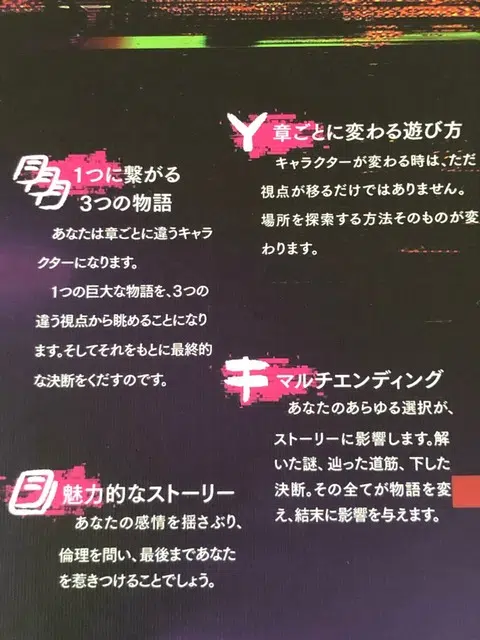 1つに繋がる
3つの物語
あなたは章ごとに違うキャラ
クターになります。
1つの巨大な物語を、3つの
違う視点から眺めることになり
ます。そしてそれをもとに最終的
な決断をくだすのです。
魅力的なストーリー
あなたの感情を揺さぶり、
倫理を問い、最後まであなた
を惹きつけることでしょう。
章ごとに変わる遊び方
キャラクターが変わる時は、ただ
視点が移るだけではありません。
場所を探索する方法そのものが変
わります。
マルチエンディング
あなたのあらゆる選択が、
ストーリーに影響します。解
いた謎、辿った道筋、下した
決断。その全てが物語を変
え、結末に影響を与えます。